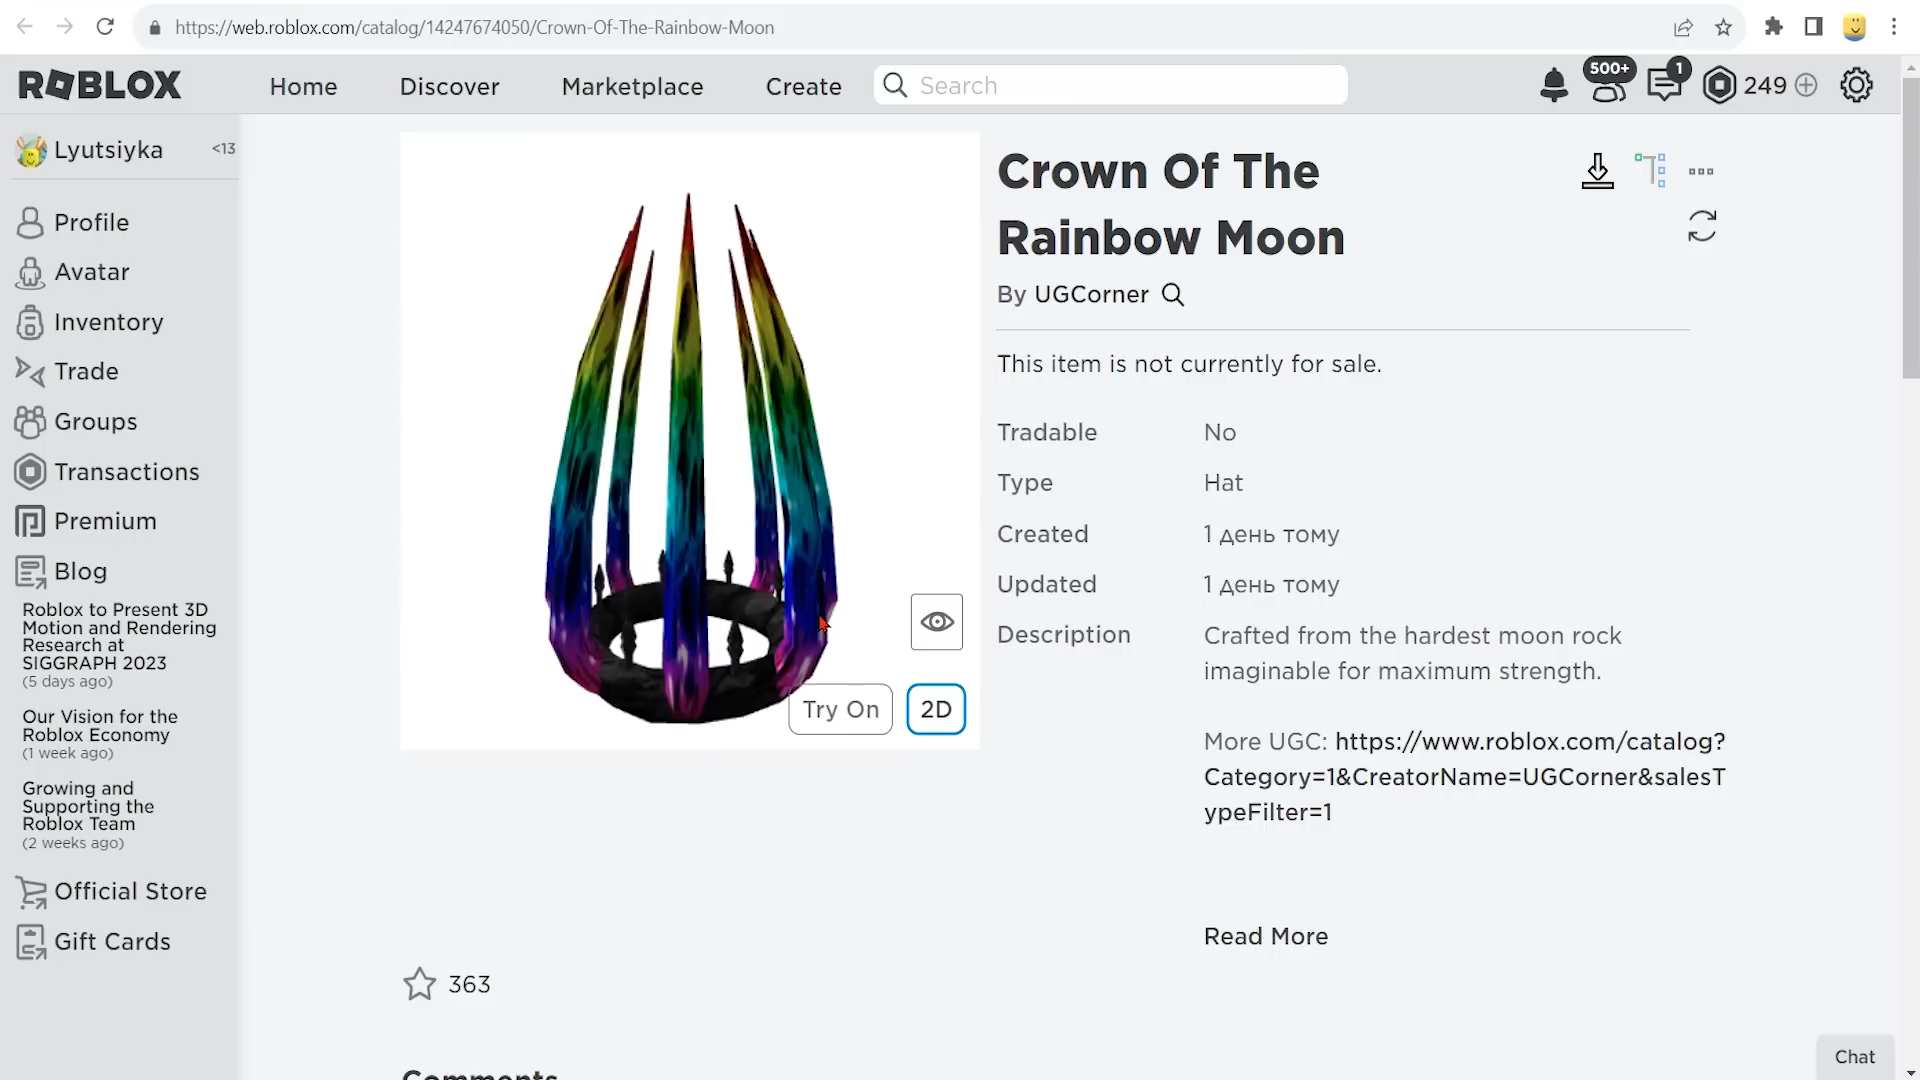 https://web.roblox.com/catalog/14247674050/Crown-Of-The-Rainbow-Moon
ROBLOX
Home
Discover
Marketplace
Create
Search
500+
1
249
Lyutsiyka
<13
Profile
Avatar
Inventory
Trade
Groups
Transactions
Premium
Blog
Roblox to Present 3D
Motion and Rendering
Research at
SIGGRAPH 2023
(5 days ago)
Our Vision for the
Roblox Economy
(1 week ago)
Growing and
Supporting the
Roblox Team
(2 weeks ago)
Official Store
Gift Cards
Try On
2D
363
Crown Of The
Rainbow Moon
By UGCorner
This item is not currently for sale.
Tradable No
Type Hat
Created 1 день тому
Updated 1 день тому
Description Crafted from the hardest moon rock
imaginable for maximum strength.
More UGC: https://www.roblox.com/catalog?
Category=1&CreatorName=UGCorner&salesT
ypeFilter=1
Read More
Comments
Chat